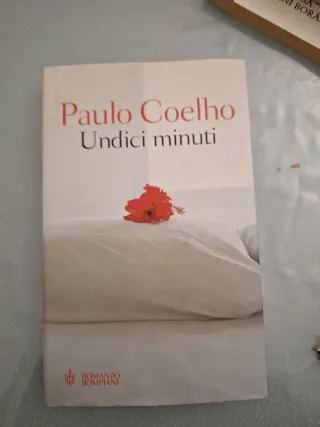 Paulo Coelho
Undici minuti
ROMANZO
BOMPIANI